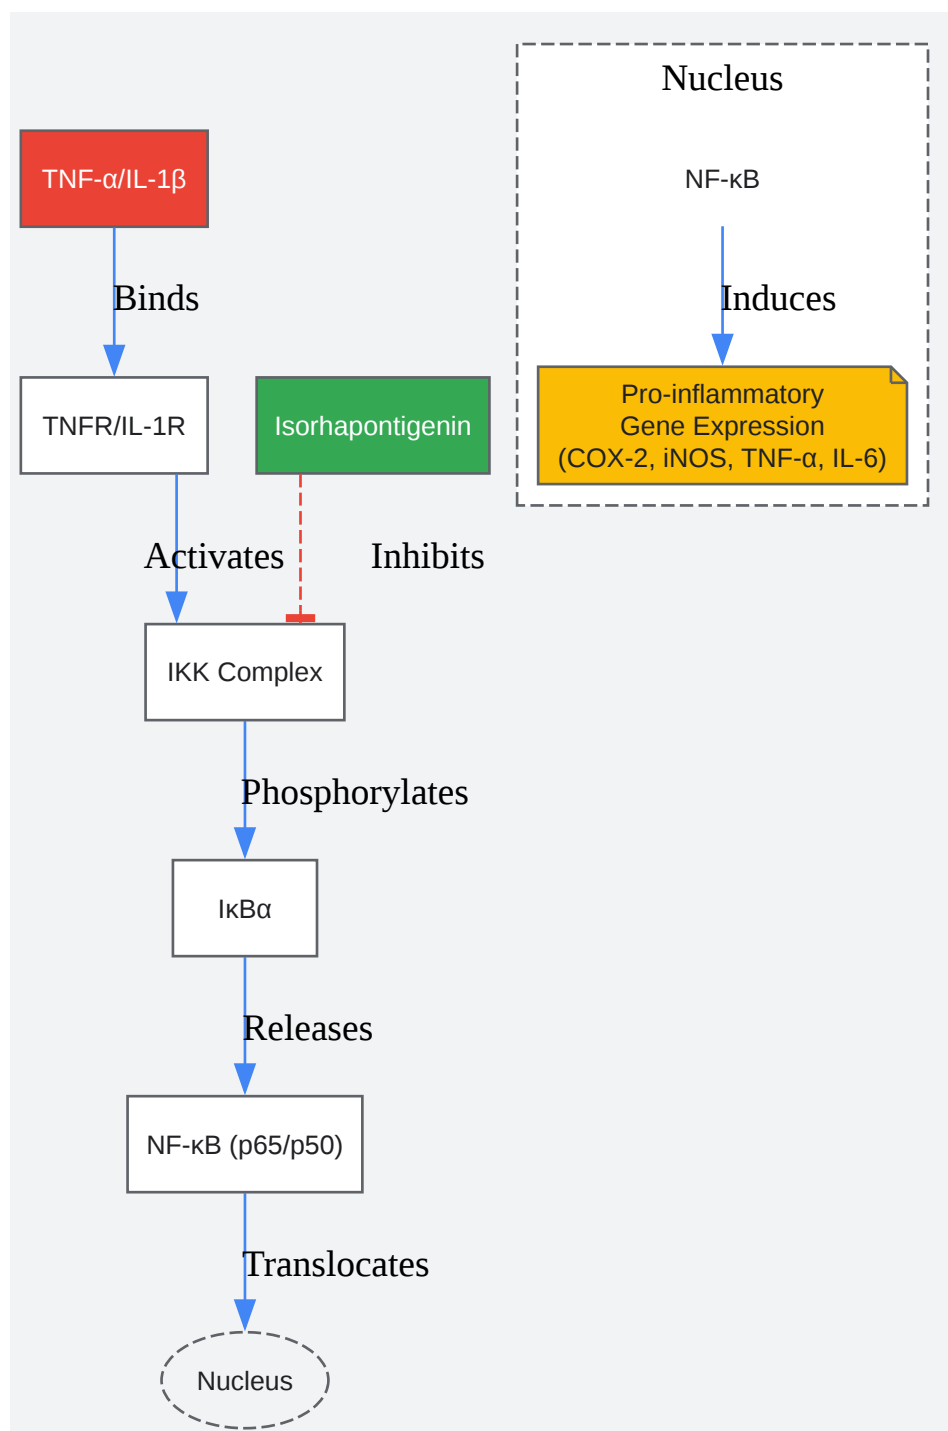 Nucleus
TNF-α/IL-1β
NF-κB
Binds
Induces
TNFR/IL-1R
Isorhapontigenin
Pro-inflammatory
Gene Expression
(COX-2, iNOS, TNF-α, IL-6)
Activates
Inhibits
IKK Complex
Phosphorylates
IκBα
Releases
NF-κB (p65/p50)
Translocates
Nucleus